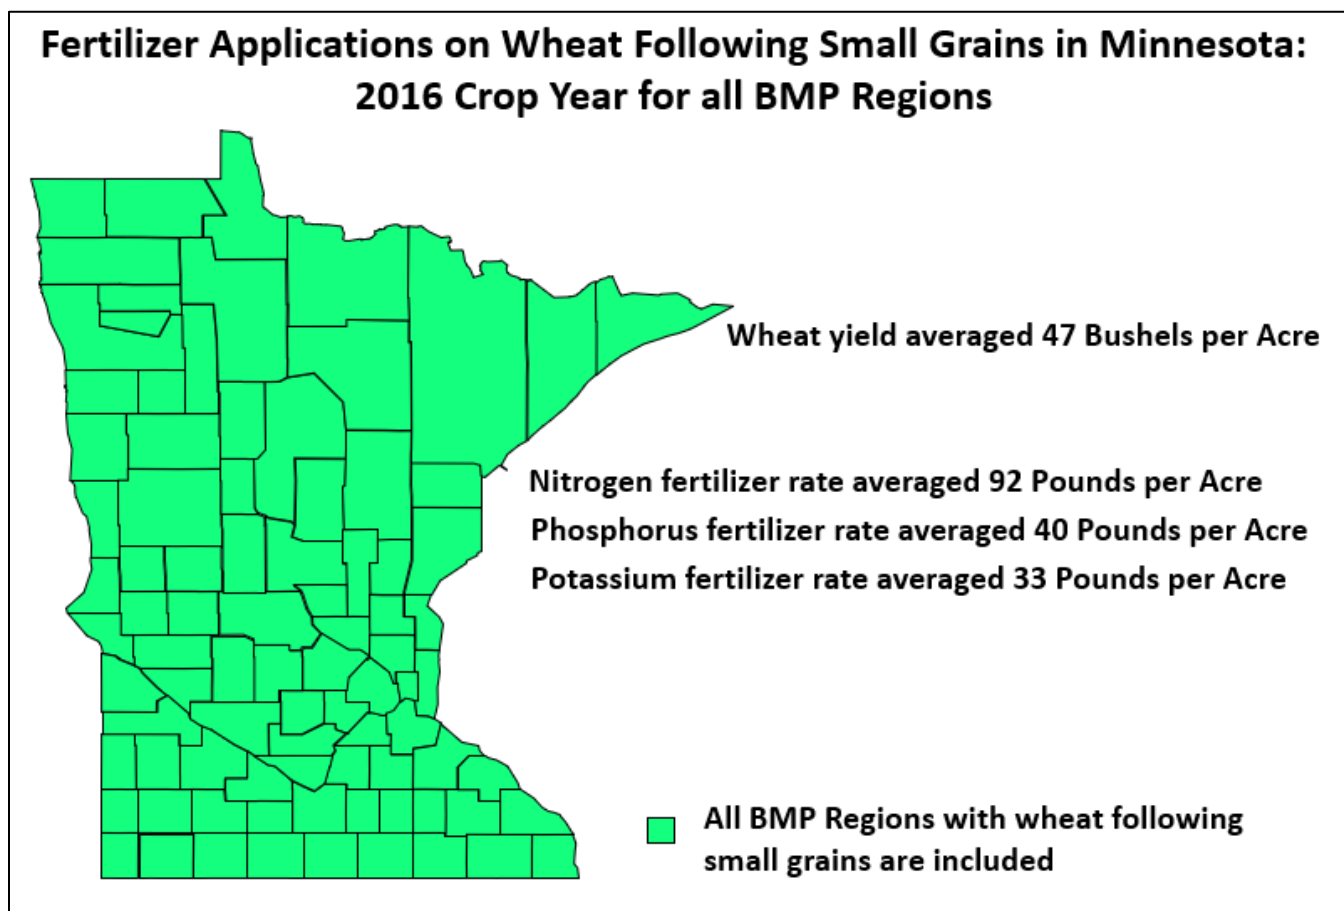 Fertilizer Applications on Wheat Following Small Grains in Minnesota:
2016 Crop Year for all BMP Regions
Wheat yield averaged 47 Bushels per Acre
Nitrogen fertilizer rate averaged 92 Pounds per Acre
Phosphorus fertilizer rate averaged 40 Pounds per Acre
Potassium fertilizer rate averaged 33 Pounds per Acre
All BMP Regions with wheat following
small grains are included